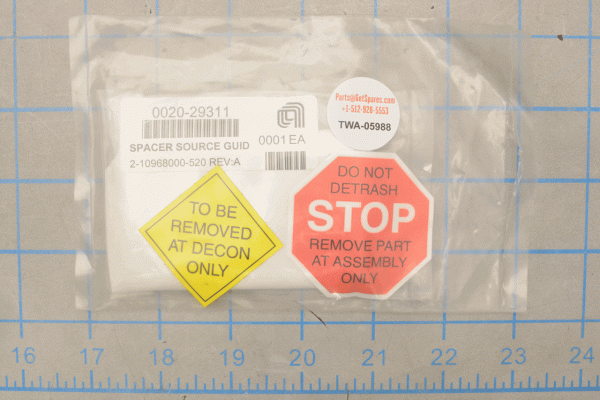 0020-29311
SPACER SOURCE GUID
0001 EA
2-10968000-520 REV:A
Parts@GetSpares.com
+1-512-926-5553
TWA-05988
TO BE
REMOVED
AT DECON
ONLY
DO NOT
DETRASH
STOP
REMOVE PART
AT ASSEMBLY
ONLY
16 17 18 19 20 21 22 23 24